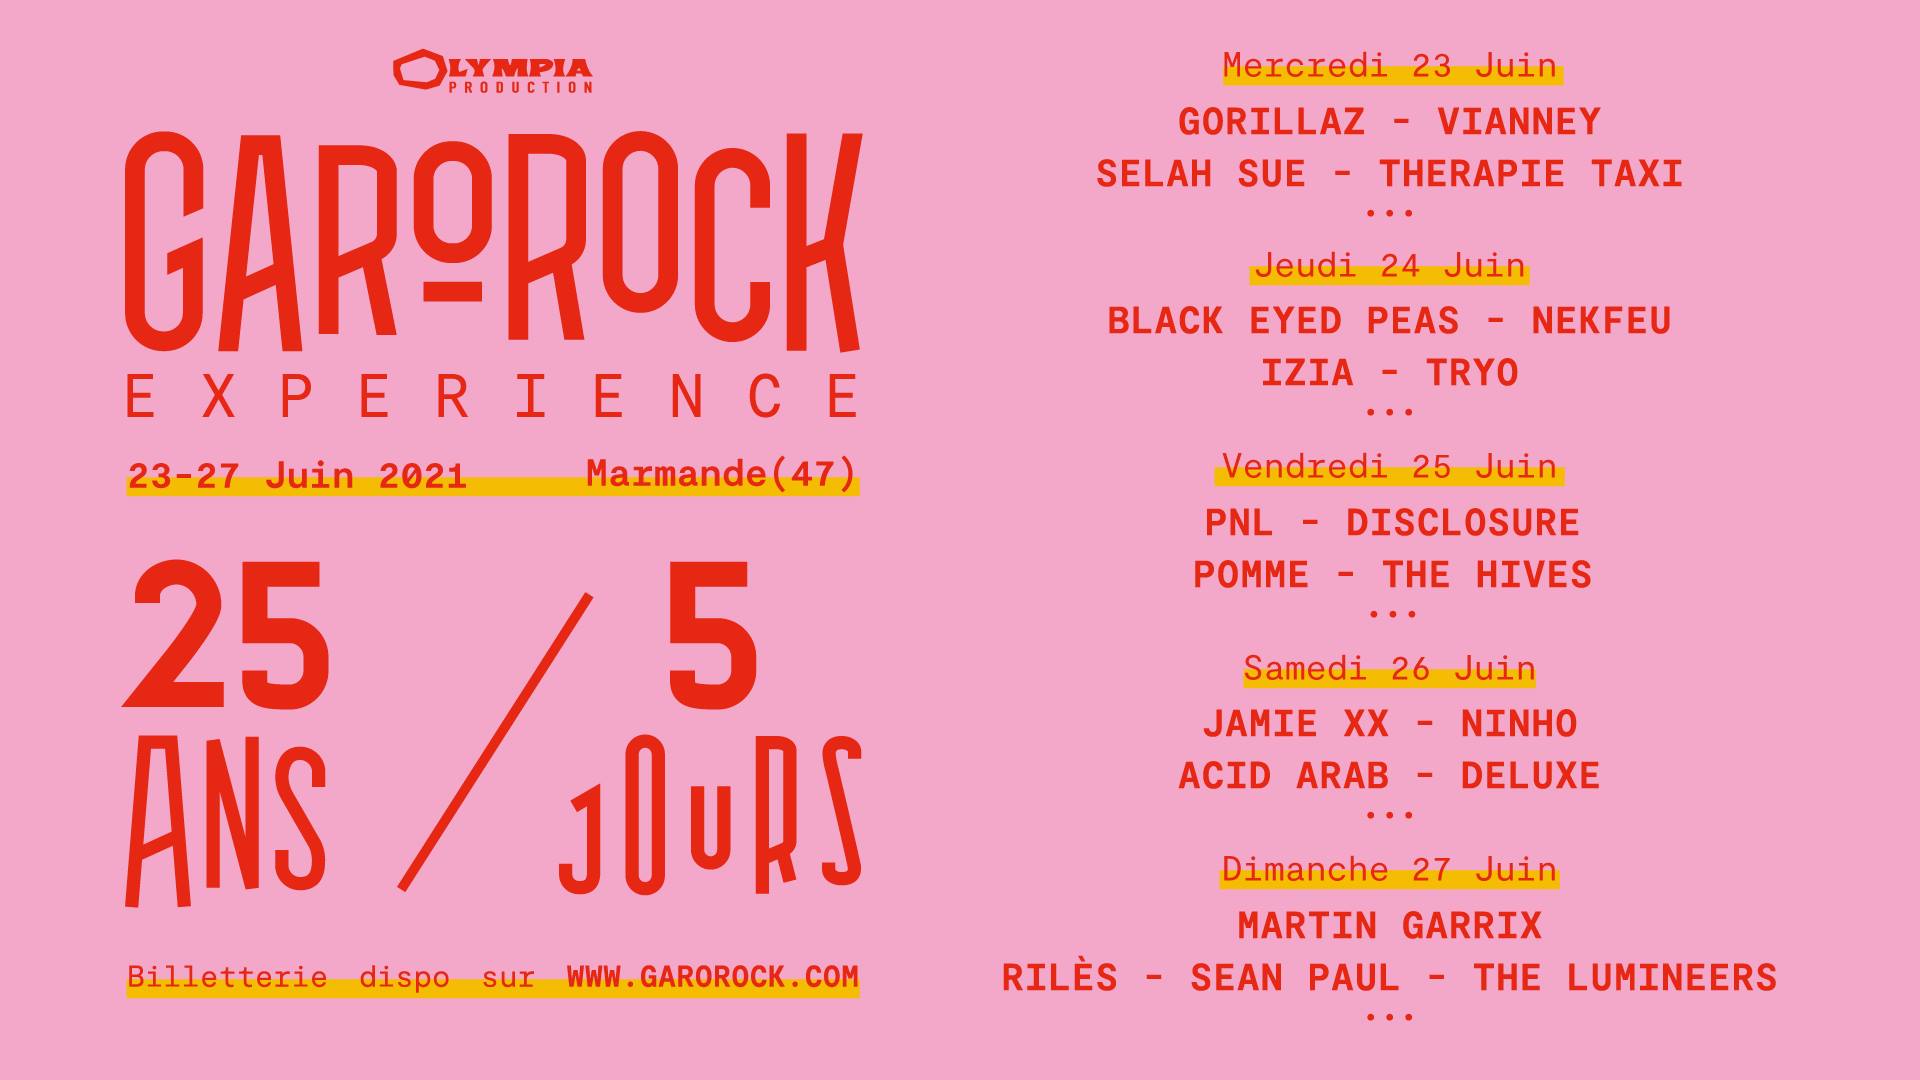 OLYMPIA
PRODUCTION
GAROROCK
EXPERIENCE
23-27 Juin 2021 Marmande(47)
25 / 5
ANS JOURS
Billetterie dispo sur WWW.GAROROCK.COM
Mercredi 23 Juin
GORILLAZ - VIANNEY
SELAH SUE - THERAPIE TAXI
...
Jeudi 24 Juin
BLACK EYED PEAS - NEKFEU
IZIA - TRYO
...
Vendredi 25 Juin
PNL - DISCLOSURE
POMME - THE HIVES
...
Samedi 26 Juin
JAMIE XX - NINHO
ACID ARAB - DELUXE
...
Dimanche 27 Juin
MARTIN GARRIX
RILÈS - SEAN PAUL - THE LUMINEERS
...